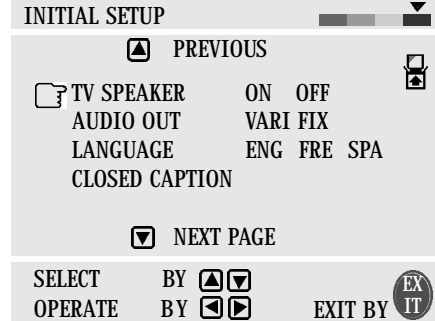 INITIAL SETUP
PREVIOUS
TV SPEAKER ON OFF
AUDIO OUT VARI FIX
LANGUAGE ENG FRE SPA
CLOSED CAPTION
NEXT PAGE
SELECT BY
OPERATE BY EXIT BY EXIT